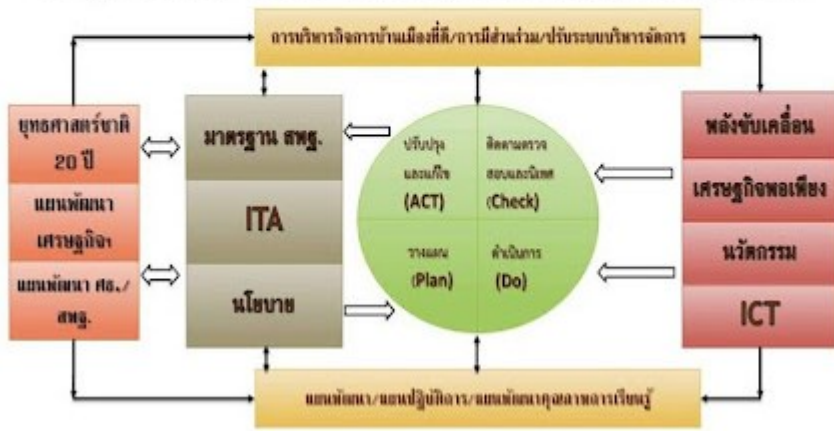 การบริหารกิจการบ้านเมืองที่ดี/การมีส่วนร่วม/ปรับระบบบริหารจัดการ
ยุทธศาสตร์ชาติ
20 ปี
แผนพัฒนา
เศรษฐกิจฯ
แผนพัฒนา ศธ./
สพฐ.
มาตรฐาน สพฐ.
ITA
นโยบาย
ปรับปรุง
และแก้ไข
(ACT)
ติดตามตรวจ
สอบและนิเทศ
(Check)
วางแผน
(Plan)
ดำเนินการ
(Do)
พลังขับเคลื่อน
เศรษฐกิจพอเพียง
นวัตกรรม
ICT
แผนพัฒนา/แผนปฏิบัติการ/แผนพัฒนาคุณภาพการเรียนรู้